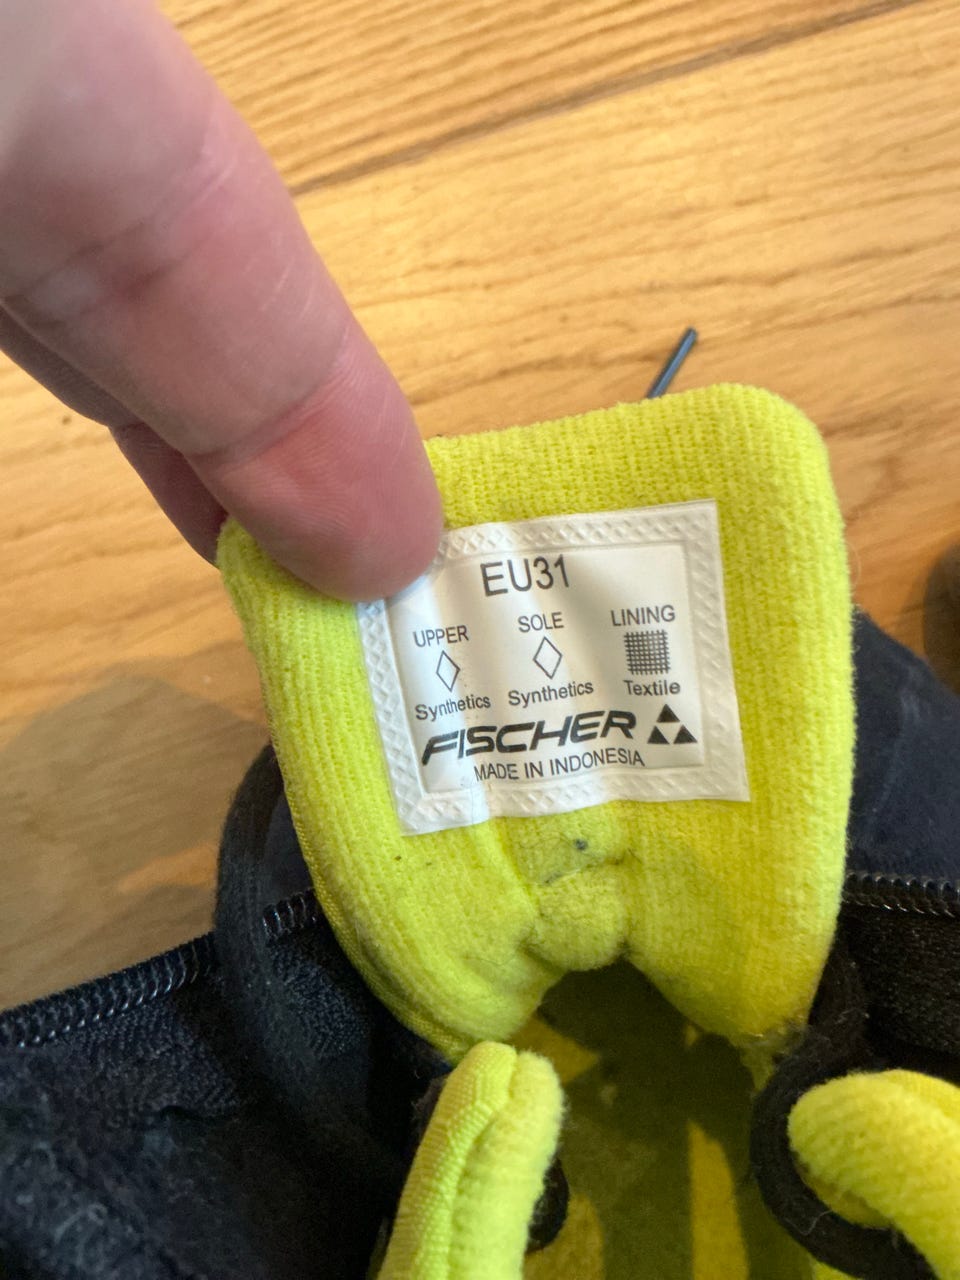 EU31
UPPER SOLE LINING
Synthetics Synthetics Textile
FISCHER
MADE IN INDONESIA